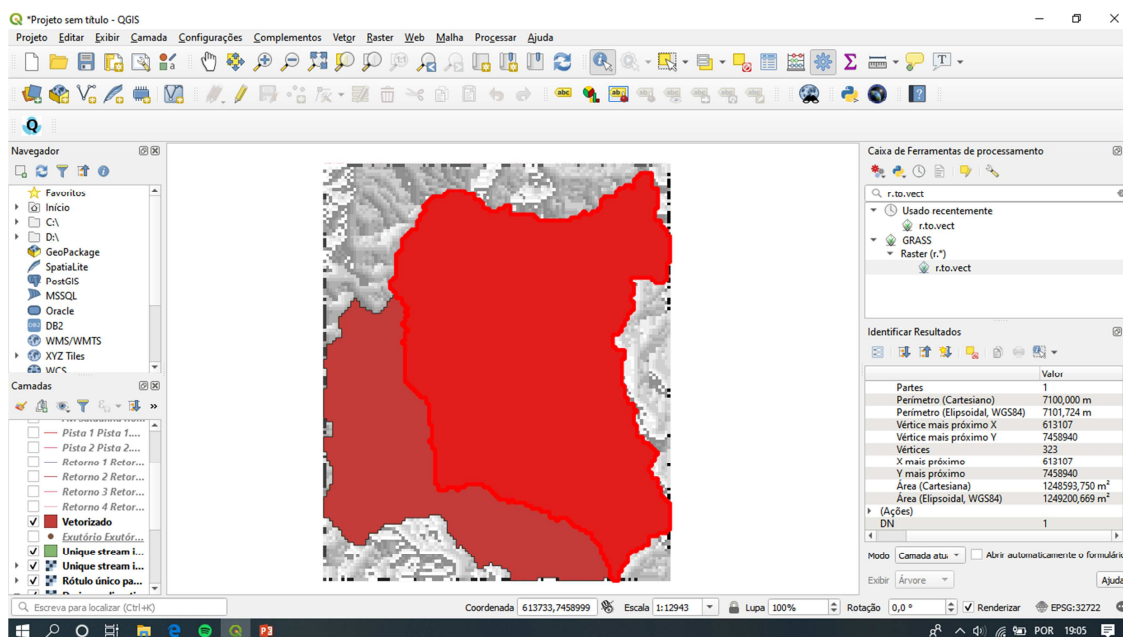 *Projeto sem título - QGIS
Projeto Editar Exibir Camada Configurações Complementos Vetor Raster Web Malha Processar Ajuda
Navegador
Favoritos
Início
C:\
D:\
GeoPackage
SpatiaLite
PostGIS
MSSQL
Oracle
DB2
WMS/WMTS
XYZ Tiles
WCS
Camadas
Pista 1 Pista 1....
Pista 2 Pista 2....
Retorno 1 Retor...
Retorno 2 Retor...
Retorno 3 Retor...
Retorno 4 Retor...
Vetorizado
Exutório Exutór...
Unique stream i...
Unique stream i...
Rótulo único pa...
Caixa de Ferramentas de processamento
r.to.vect
Usado recentemente
r.to.vect
GRASS
Raster (r.*)
r.to.vect
Identificar Resultados
Valor
Partes 1
Perímetro (Cartesiano) 7100,000 m
Perímetro (Elipsoidal, WGS84) 7101,724 m
Vértice mais próximo X 613107
Vértice mais próximo Y 7458940
Vértices 323
X mais próximo 613107
Y mais próximo 7458940
Área (Cartesiana) 1248593,750 m²
Área (Elipsoidal, WGS84) 1249200,669 m²
(Ações)
DN 1
Modo Camada atu Abrir automaticamente o formulári
Exibir Árvore Ajuda
Escreva para localizar (Ctrl+K) Coordenada 613733,7458999 Escala 1:12943 Lupa 100% Rotação 0,0 ° Renderizar EPSG:32722
POR 19:05